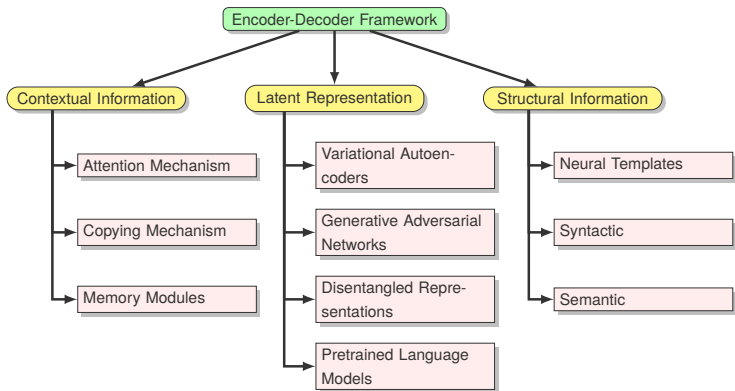 Encoder-Decoder Framework
Contextual Information
Latent Representation
Structural Information
Attention Mechanism
Copying Mechanism
Memory Modules
Variational Autoen-
coders
Generative Adversarial
Networks
Disentangled Repre-
sentations
Pretrained Language
Models
Neural Templates
Syntactic
Semantic